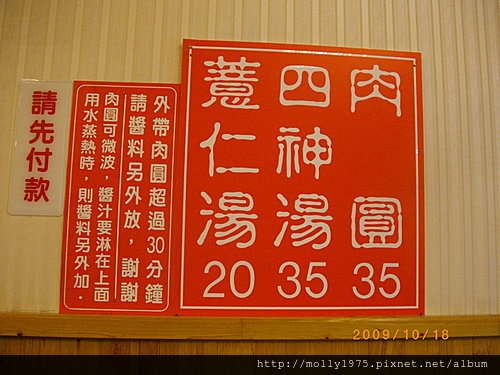 請先付款
外帶肉圓超過30分鐘
請醬料另外放，謝謝
肉圓可微波，醬汁要淋在上面
用水蒸熱時，則醬料另外加．
肉圓 35
四神湯 35
薏仁湯 20
2009/10/18
http://molly1975.pixnet.net/album